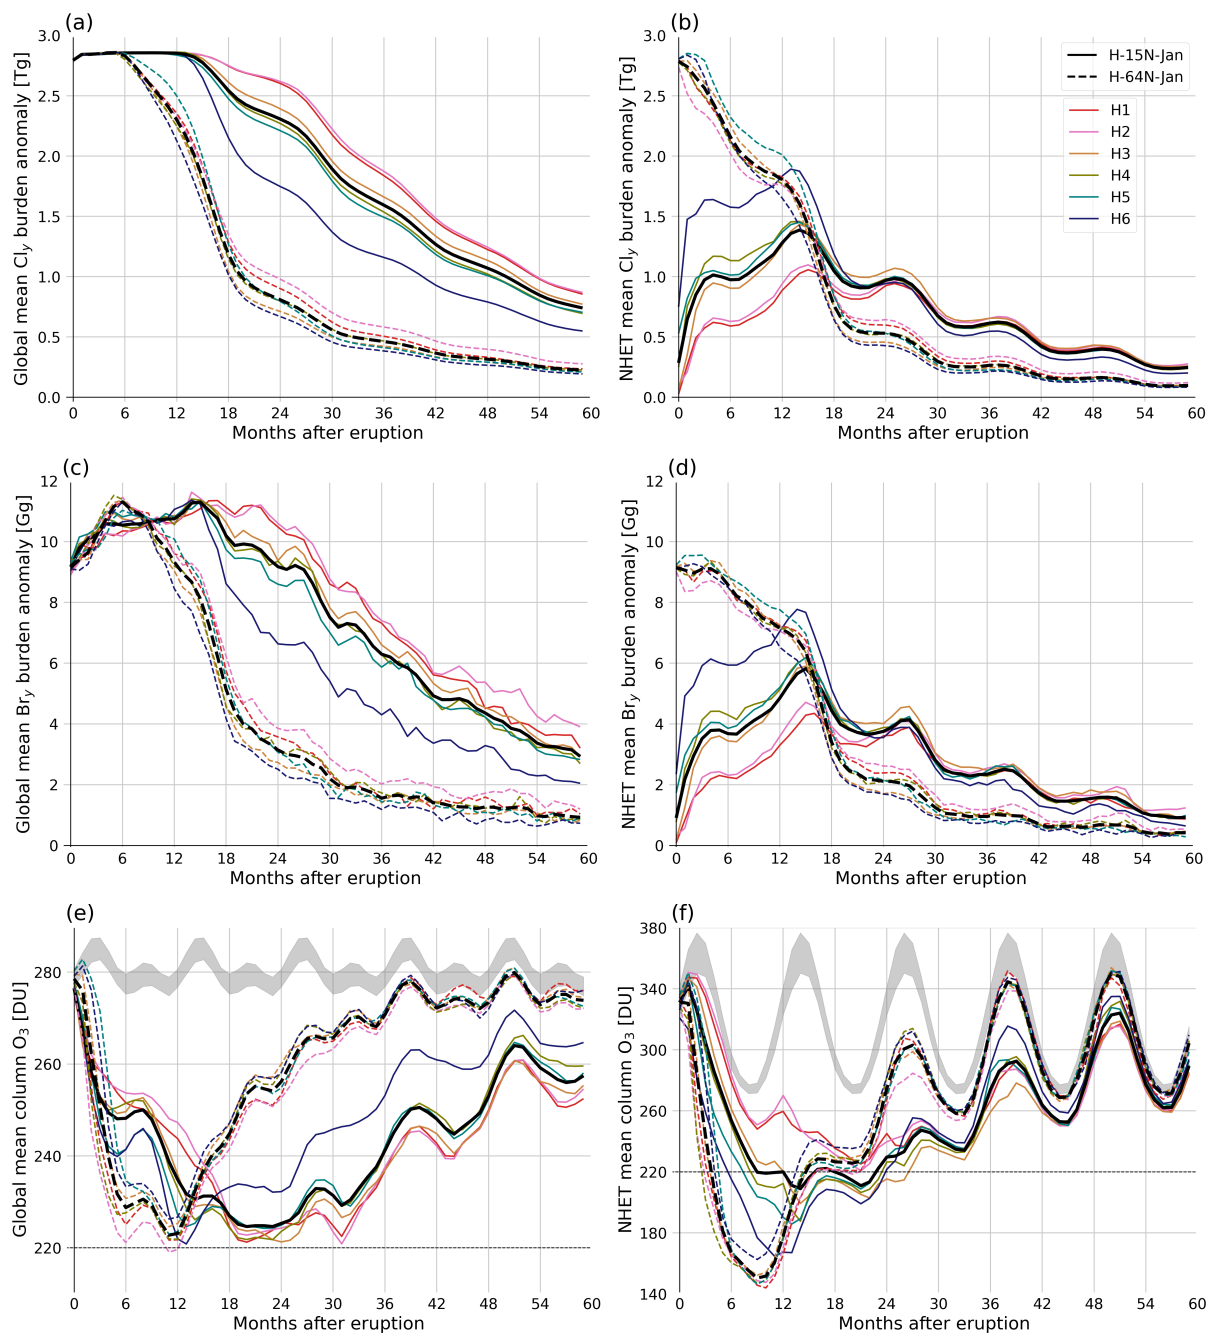 (a)
Global mean Cly burden anomaly [Tg]
3.0
2.5
2.0
1.5
1.0
0.5
0.0
0 6 12 18 24 30 36 42 48 54 60
Months after eruption
(b)
NHET mean Cly burden anomaly [Tg]
3.0
2.5
2.0
1.5
1.0
0.5
0.0
0 6 12 18 24 30 36 42 48 54 60
Months after eruption
H-15N-Jan
H-64N-Jan
H1
H2
H3
H4
H5
H6
(c)
Global mean Bry burden anomaly [Gg]
12
10
8
6
4
2
0
0 6 12 18 24 30 36 42 48 54 60
Months after eruption
(d)
NHET mean Bry burden anomaly [Gg]
12
10
8
6
4
2
0
0 6 12 18 24 30 36 42 48 54 60
Months after eruption
(e)
Global mean column O3 [DU]
280
260
240
220
0 6 12 18 24 30 36 42 48 54 60
Months after eruption
(f)
NHET mean column O3 [DU]
380
340
300
260
220
180
140
0 6 12 18 24 30 36 42 48 54 60
Months after eruption